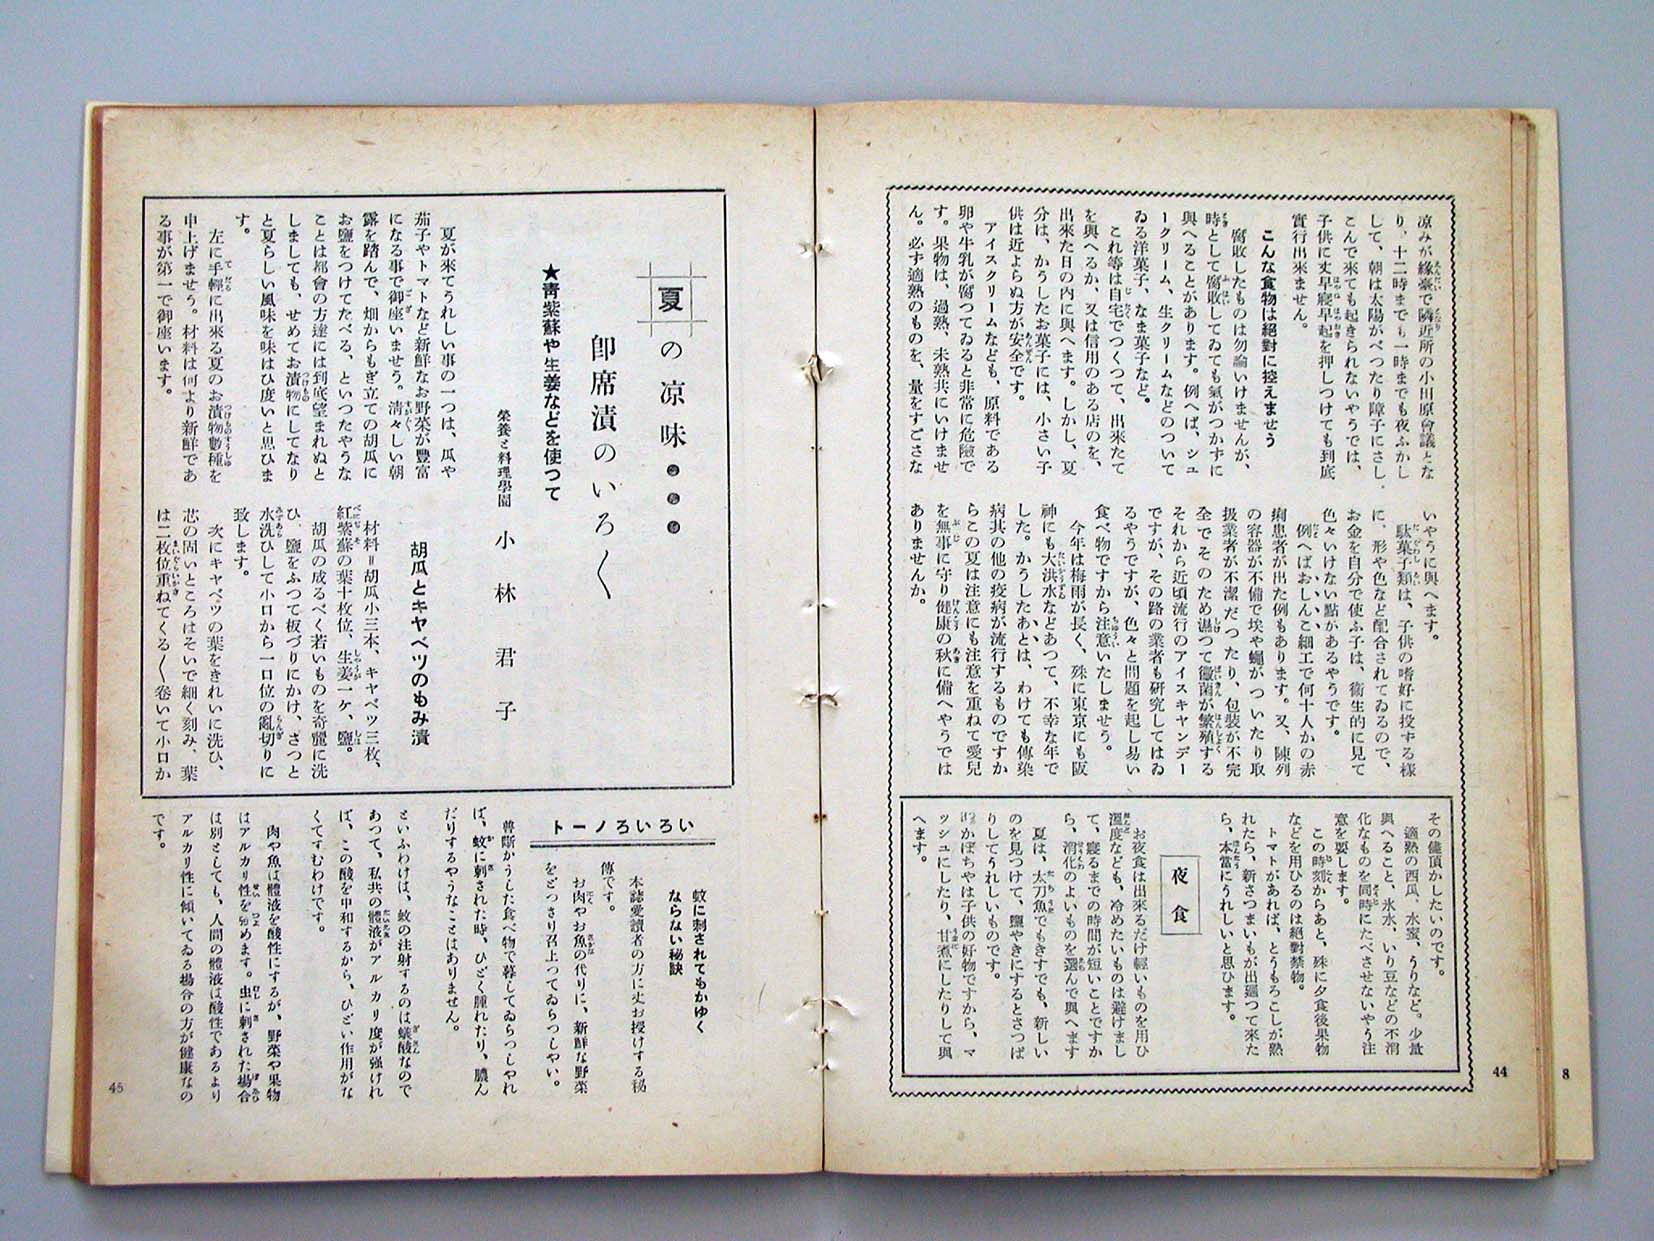 涼みが緣臺で隣近所の小田原會議とな
り、十二時までも一時までも夜ふかし
して、朝は太陽がべつたり障子にさし
こんで來ても起きられないやうでは、
子供に丈早寢早起を押しつけても到底
實行出來ません。
こんな食物は絕對に控えませう
腐敗したものは勿論いけませんが、
時として腐敗してゐても氣がつかずに
與へることがあります。例へば、シユ
ークリーム、生クリームなどのついて
ゐる洋菓子、なま菓子など。
これ等は自宅でつくつて、出來たて
を與へるか、又は信用のある店のを、
出來た日の內に與へます。しかし、夏
分は、かうしたお菓子には、小さい子
供は近よらぬ方が安全です。
アイスクリームなども、原料である
卵や牛乳が腐つてゐると非常に危險で
す。果物は、過熟、未熟共にいけませ
ん。必ず適熟のものを、量をすごさな
いやうに與へます。
駄菓子類は、子供の嗜好に投する樣
に、形や色など配合されてゐるので、
お金を自分で使ふ子は、衞生的に見て
色々いけない點があるやうです。
例へばおしんこ細工で何十人かの赤
痢患者が出た例もあります。又、陳列
の容器が不備で埃や蠅がついたり取
扱業者が不潔だつたり、包裝が不完
全でそのため濕つて黴菌が繁殖する
それから近頃流行のアイスキヤンデー
ですが、その路の業者も硏究してはゐ
るやうですが、色々と問題を起し易い
食べ物ですから注意いたしませう。
今年は梅雨が長く、殊に東京にも阪
神にも大洪水などあつて、不幸な年で
した。かうしたあとは、わけても傳染
病其の他の疫病が流行するものですか
らこの夏は注意にも注意を重ねて愛兒
を無事に守り健康の秋に備へやうでは
ありませんか。
その儘頂かしたいのです。
適熟の西瓜、水蜜、うりなど。少量
與へること、氷水、いり豆などの不消
化なものを同時にたべさせないやう注
意を要します。
この時刻からあと、殊に夕食後果物
などを用ひるのは絕對禁物。
トマトがあれば、とうもろこしが熟
れたら、新さつまいもが出廻つて來た
ら、本當にうれしいと思ひます。
夜食
お夜食は出來るだけ輕いものを用ひ
溫度なども、冷めたいものは避けまし
て、寢るまでの時間が短いことですか
ら、消化のよいものを選んで與へます
夏は、太刀魚でもきすでも、新しい
のを見つけて、鹽やきにするとさつぱ
りしてうれしいものです。
かぼちやは子供の好物ですから、マ
ツシユにしたり、甘煮にしたりして與
へます。
44
8
夏の涼味……
卽席漬のいろ〱
★靑紫蘇や生姜などを使つて
榮養と料理學園 小林君子
夏が來てうれしい事の一つは、瓜や
茄子やトマトなど新鮮なお野菜が豐富
になる事で御座いませう。淸々しい朝
露を踏んで、畑からもぎ立ての胡瓜に
お鹽をつけてたべる、といつたやうな
ことは都會の方達には到底望まれぬと
しましても、せめてお漬物にしてなり
と夏らしい風味を味はひ度いと思ひま
す。
左に手輕に出來る夏のお漬物數種を
申上げませう。材料は何より新鮮であ
る事が第一で御座います。
胡瓜とキヤベツのもみ漬
材料＝胡瓜小三本、キヤベツ三枚、
紅紫蘇の葉十枚位、生姜一ケ、鹽。
胡瓜の成るべく若いものを奇麗に洗
ひ、鹽をふつて板づりにかけ、さつと
水洗ひして小口から一口位の亂切りに
致します。
次にキヤベツの葉をきれいに洗ひ、
芯の固いところはそいで細く刻み、葉
は二枚位重ねてくる〱卷いて小口か
いろいろノート
蚊に刺されてもかゆく
ならない秘訣
本誌愛讀者の方に丈お授けする秘
傳です。
お肉やお魚の代りに、新鮮な野菜
をどつさり召上つてゐらつしやい。
普斷かうした食べ物で暮してゐらつしやれ
ば、蚊に刺された時、ひどく腫れたり、膿ん
だりするやうなことはありません。
といふわけは、蚊の注射するのは蟻酸なので
あつて、私共の體液がアルカリ度が強けれ
ば、この酸を中和するから、ひどい作用がな
くてすむわけです。
肉や魚は體液を酸性にするが、野菜や果物
はアルカリ性を强めます。虫に刺された場合
は別としても、人間の體液は酸性であるより
アルカリ性に傾いてゐる場合の方が健康なの
です。
45